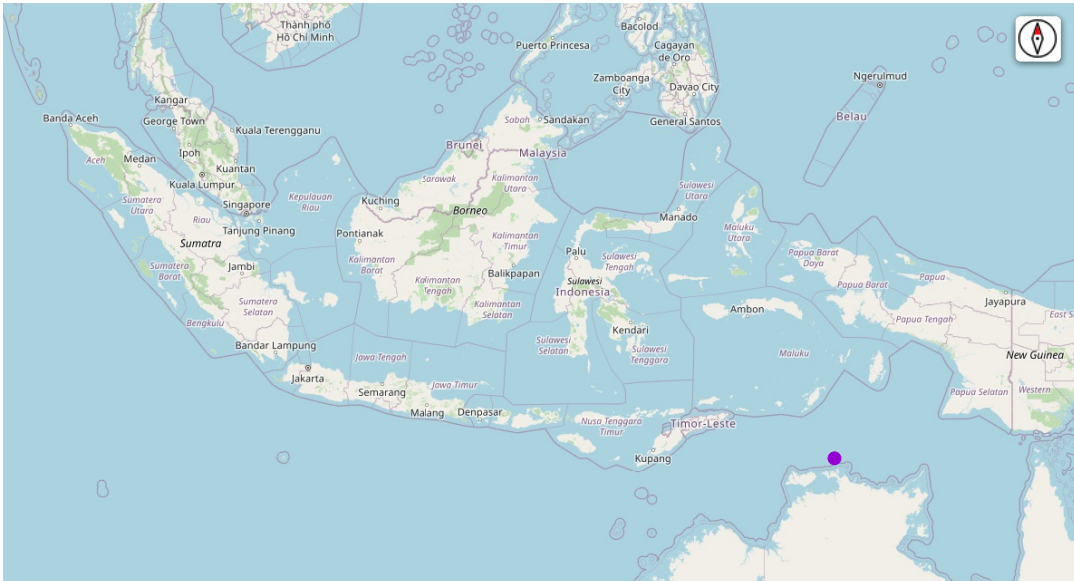 Thành phố
Hồ Chí Minh
Bacolod
Puerto Princesa
Cagayan
de Oro
Zamboanga
City
Davao City
Ngerulmud
Kangar
Banda Aceh
George Town
Kuala Terengganu
Sabah
Sandakan
General Santos
Belau
Ipoh
Brunei
Malaysia
Aceh
Medan
Kuantan
Kuala Lumpur
Sarawak
Kalimantan
Utara
Sulawesi
Utara
Sumatera
Utara
Kepulauan
Riau
Kuching
Singapore
Riau
Borneo
Manado
Tanjung Pinang
Pontianak
Maluku
Utara
Sumatra
Kalimantan
Timur
Palu
Papua Barat
Daya
Sumatera
Barat
Jambi
Kalimantan
Barat
Balikpapan
Sulawesi
Tengah
Sulawesi
Indonesia
Papua
Papua Barat
Kalimantan
Tengah
Sumatera
Selatan
Kalimantan
Selatan
Ambon
Jayapura
Bengkulu
Kendari
Papua Tengah
East S
Bandar Lampung
Sulawesi
Selatan
Sulawesi
Tenggara
Jawa Tengah
Maluku
New Guinea
Jakarta
Semarang
Jawa Timur
Papua Selatan
Western
Malang
Denpasar
Nusa Tenggara
Timur
Timor-Leste
Kupang